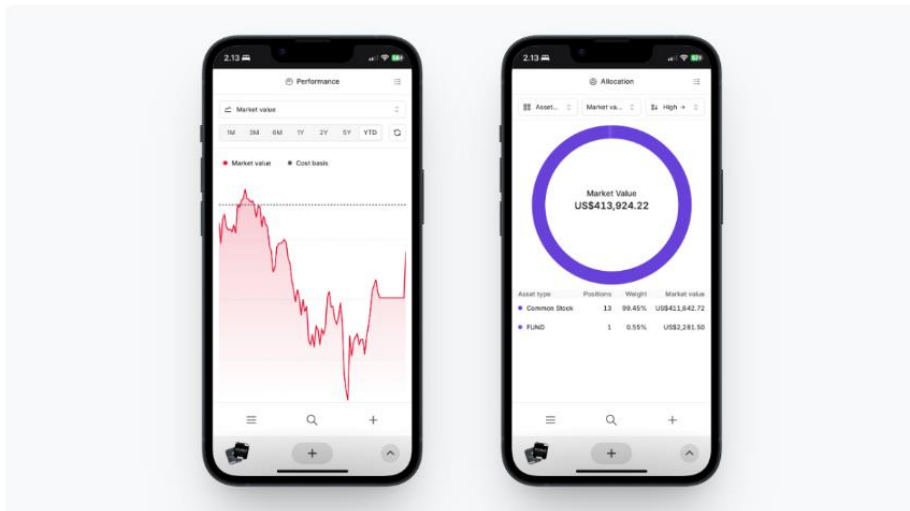 2.13
Performance
Market value
1M 3M 6M 1Y 2Y 5Y YTD
Market value Cost basis
2.13
Allocation
Asset... Market va... High →
Market Value
US$413,924.22
Asset type Positions Weight Market value
Common Stock 13 99.45% US$411,642.72
FUND 1 0.55% US$2,281.50